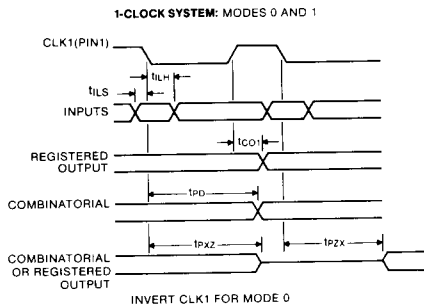 1-CLOCK SYSTEM: MODES 0 AND 1
CLK1(PIN1)
tILH
tILS
INPUTS
tCO1
REGISTERED
OUTPUT
tPD
COMBINATORIAL
tPXZ
tPZX
COMBINATORIAL
OR REGISTERED
OUTPUT
INVERT CLK1 FOR MODE 0